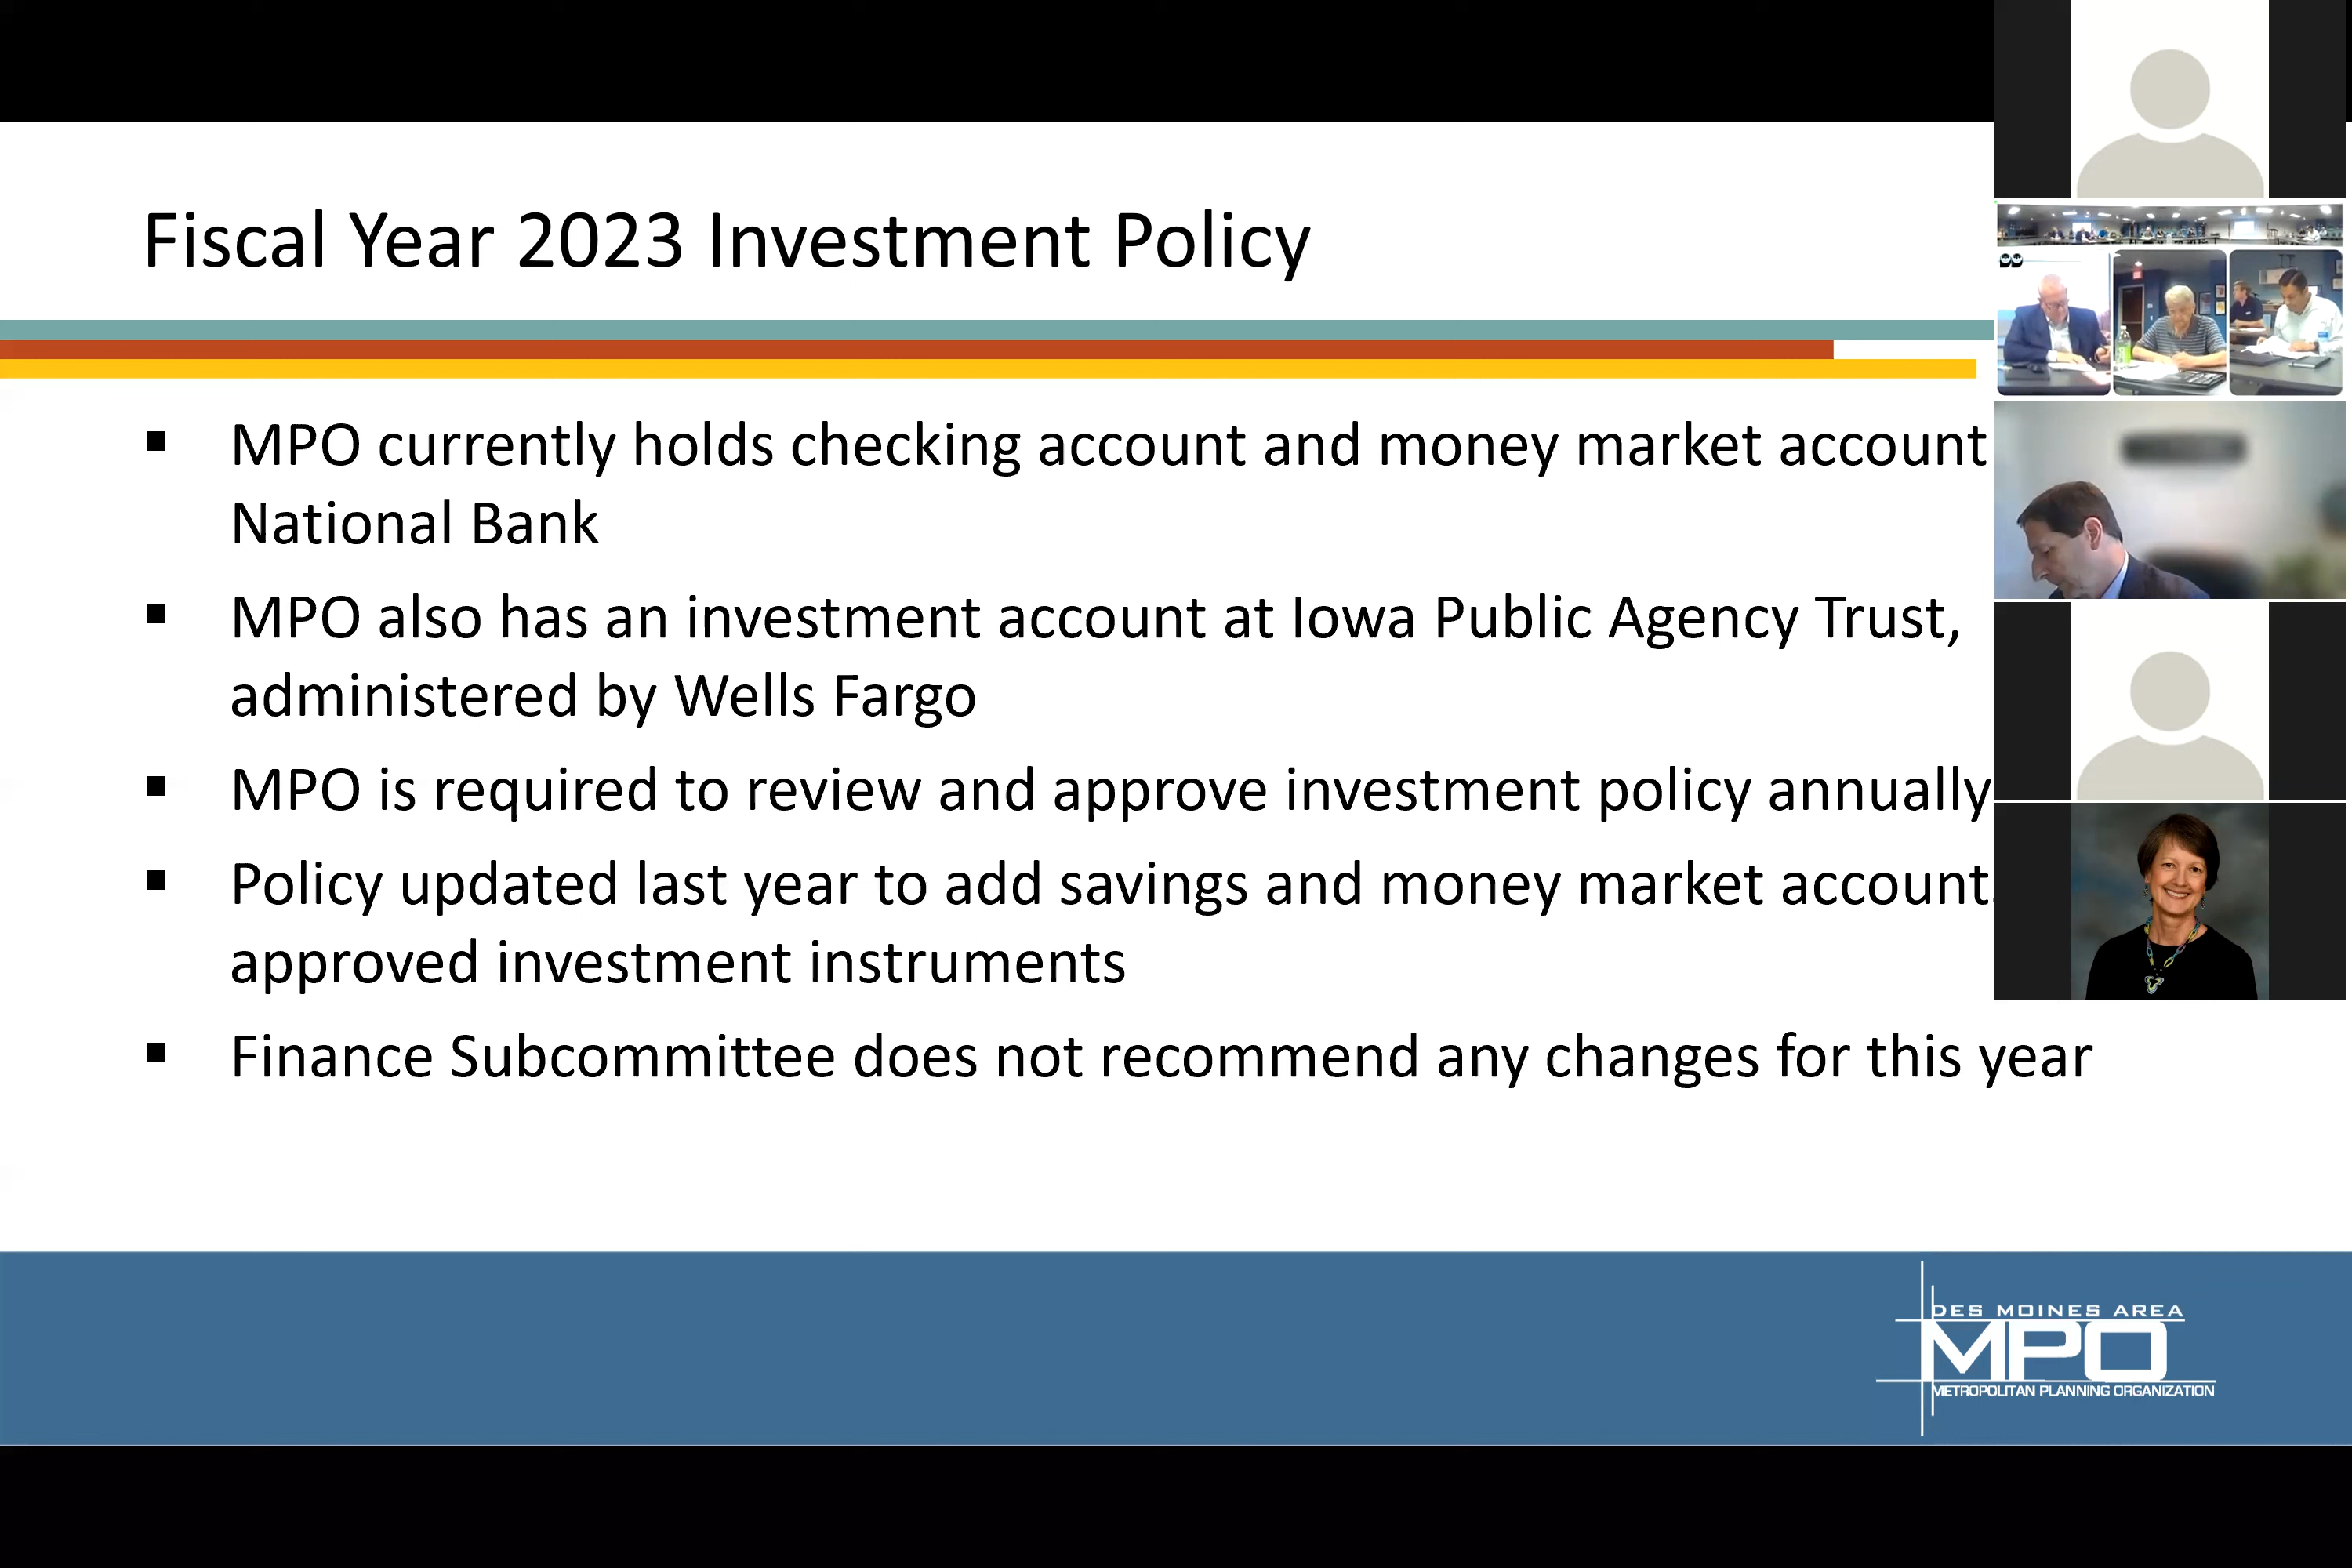 Fiscal Year 2023 Investment Policy
▪ MPO currently holds checking account and money market account
National Bank
▪ MPO also has an investment account at Iowa Public Agency Trust,
administered by Wells Fargo
▪ MPO is required to review and approve investment policy annually
▪ Policy updated last year to add savings and money market accounts
approved investment instruments
▪ Finance Subcommittee does not recommend any changes for this year
DES MOINES AREA
MPO
METROPOLITAN PLANNING ORGANIZATION